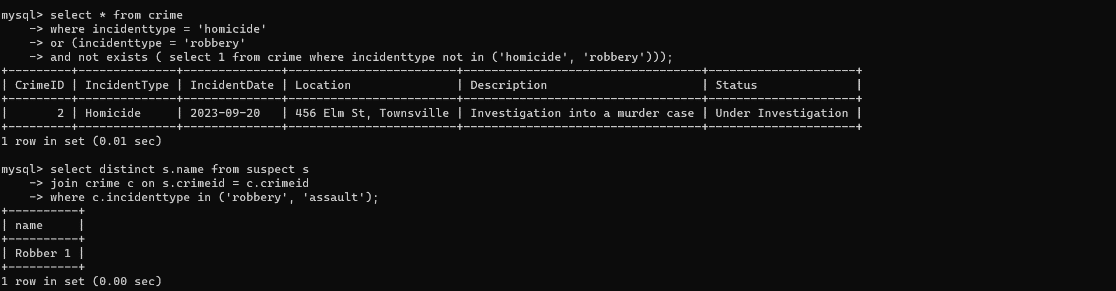 mysql> select * from crime
    -> where incidenttype = 'homicide'
    -> or (incidenttype = 'robbery'
    -> and not exists ( select 1 from crime where incidenttype not in ('homicide', 'robbery')));
+---------+--------------+--------------+------------------------+----------------------------------+---------------------+
| CrimeID | IncidentType | IncidentDate | Location               | Description                      | Status              |
+---------+--------------+--------------+------------------------+----------------------------------+---------------------+
|       2 | Homicide     | 2023-09-20   | 456 Elm St, Townsville | Investigation into a murder case | Under Investigation |
+---------+--------------+--------------+------------------------+----------------------------------+---------------------+
1 row in set (0.01 sec)

mysql> select distinct s.name from suspect s
    -> join crime c on s.crimeid = c.crimeid
    -> where c.incidenttype in ('robbery', 'assault');
+----------+
| name     |
+----------+
| Robber 1 |
+----------+
1 row in set (0.00 sec)